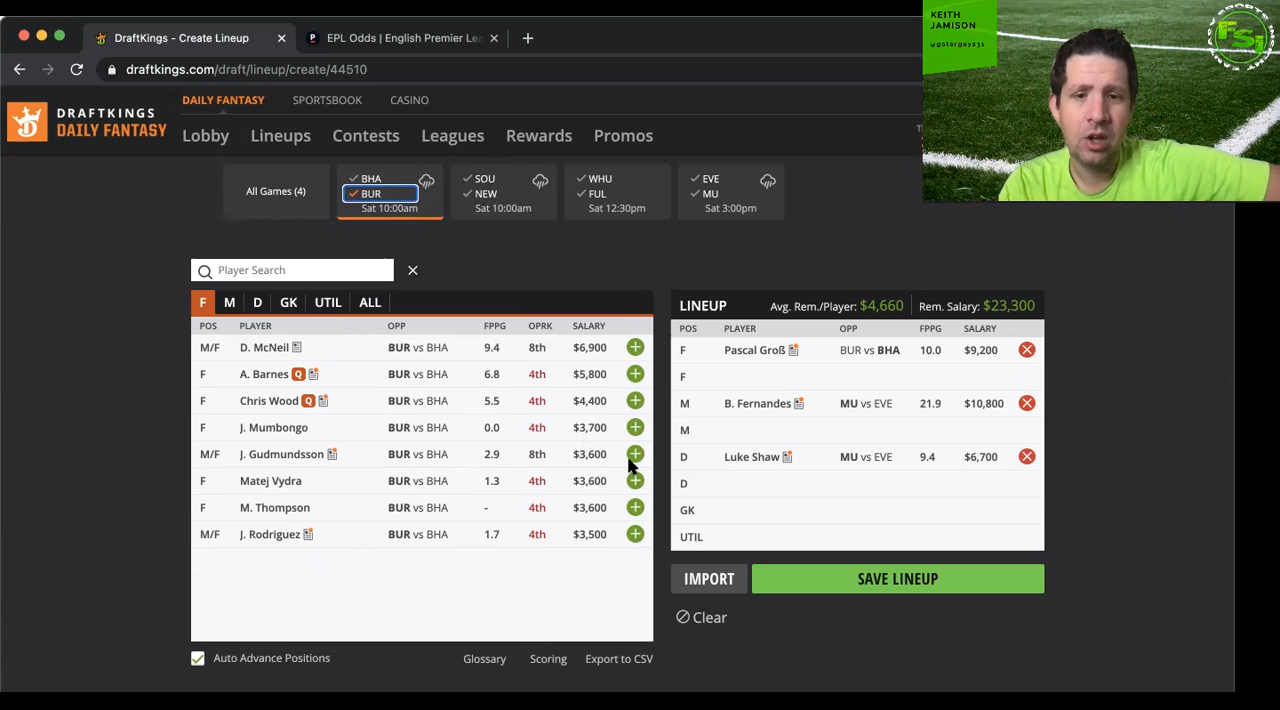 KEITH
JAMISON
@gotorguy231
FSI
DraftKings - Create Lineup
EPL Odds | English Premier Lea
draftkings.com/draft/lineup/create/44510
DRAFTKINGS
DAILY FANTASY
DAILY FANTASY SPORTSBOOK CASINO
Lobby Lineups Contests Leagues Rewards Promos
All Games (4)
BHA
BUR
Sat 10:00am
SOU
NEW
Sat 10:00am
WHU
FUL
Sat 12:30pm
EVE
MU
Sat 3:00pm
Player Search
F M D GK UTIL ALL
POS PLAYER OPP FPPG OPRK SALARY
M/F D. McNeil BUR vs BHA 9.4 8th $6,900
F A. Barnes Q BUR vs BHA 6.8 4th $5,800
F Chris Wood Q BUR vs BHA 5.5 4th $4,400
F J. Mumbongo BUR vs BHA 0.0 4th $3,700
M/F J. Gudmundsson BUR vs BHA 2.9 8th $3,600
F Matej Vydra BUR vs BHA 1.3 4th $3,600
F M. Thompson BUR vs BHA - 4th $3,600
M/F J. Rodriguez BUR vs BHA 1.7 4th $3,500
Auto Advance Positions
Glossary Scoring Export to CSV
LINEUP Avg. Rem./Player: $4,660 Rem. Salary: $23,300
POS PLAYER OPP FPPG SALARY
F Pascal Groß BUR vs BHA 10.0 $9,200
F
M B. Fernandes MU vs EVE 21.9 $10,800
M
D Luke Shaw MU vs EVE 9.4 $6,700
D
GK
UTIL
IMPORT SAVE LINEUP
Clear